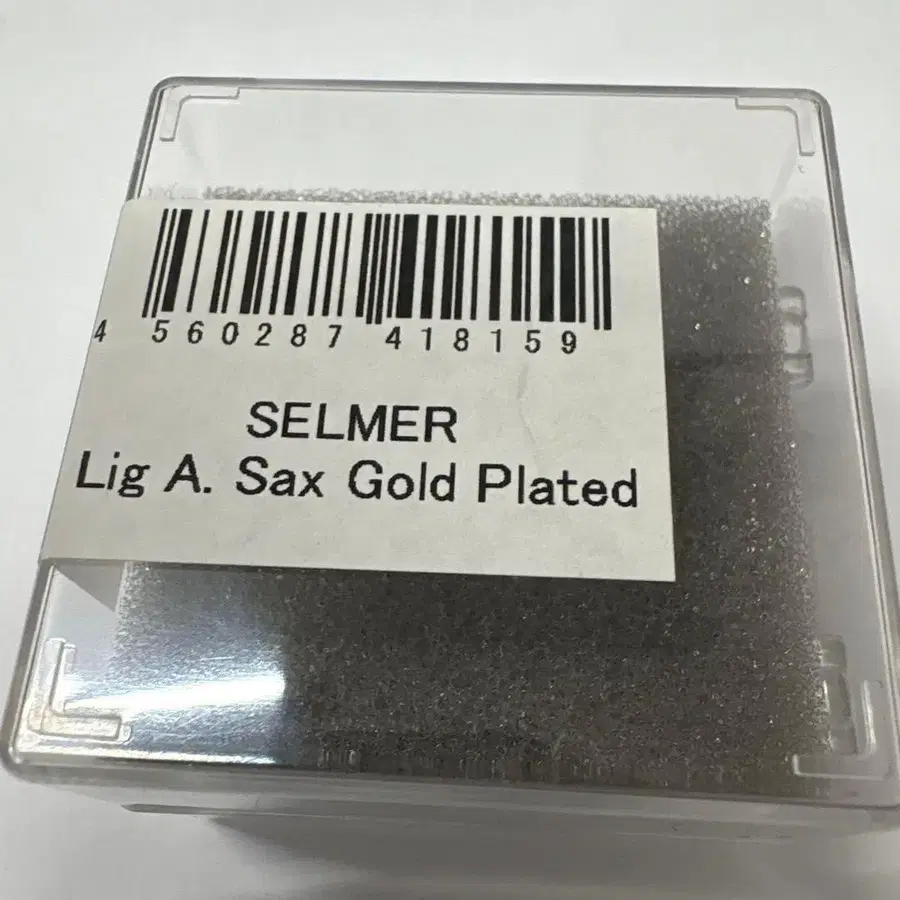 4 560287 418159
SELMER
Lig A. Sax Gold Plated